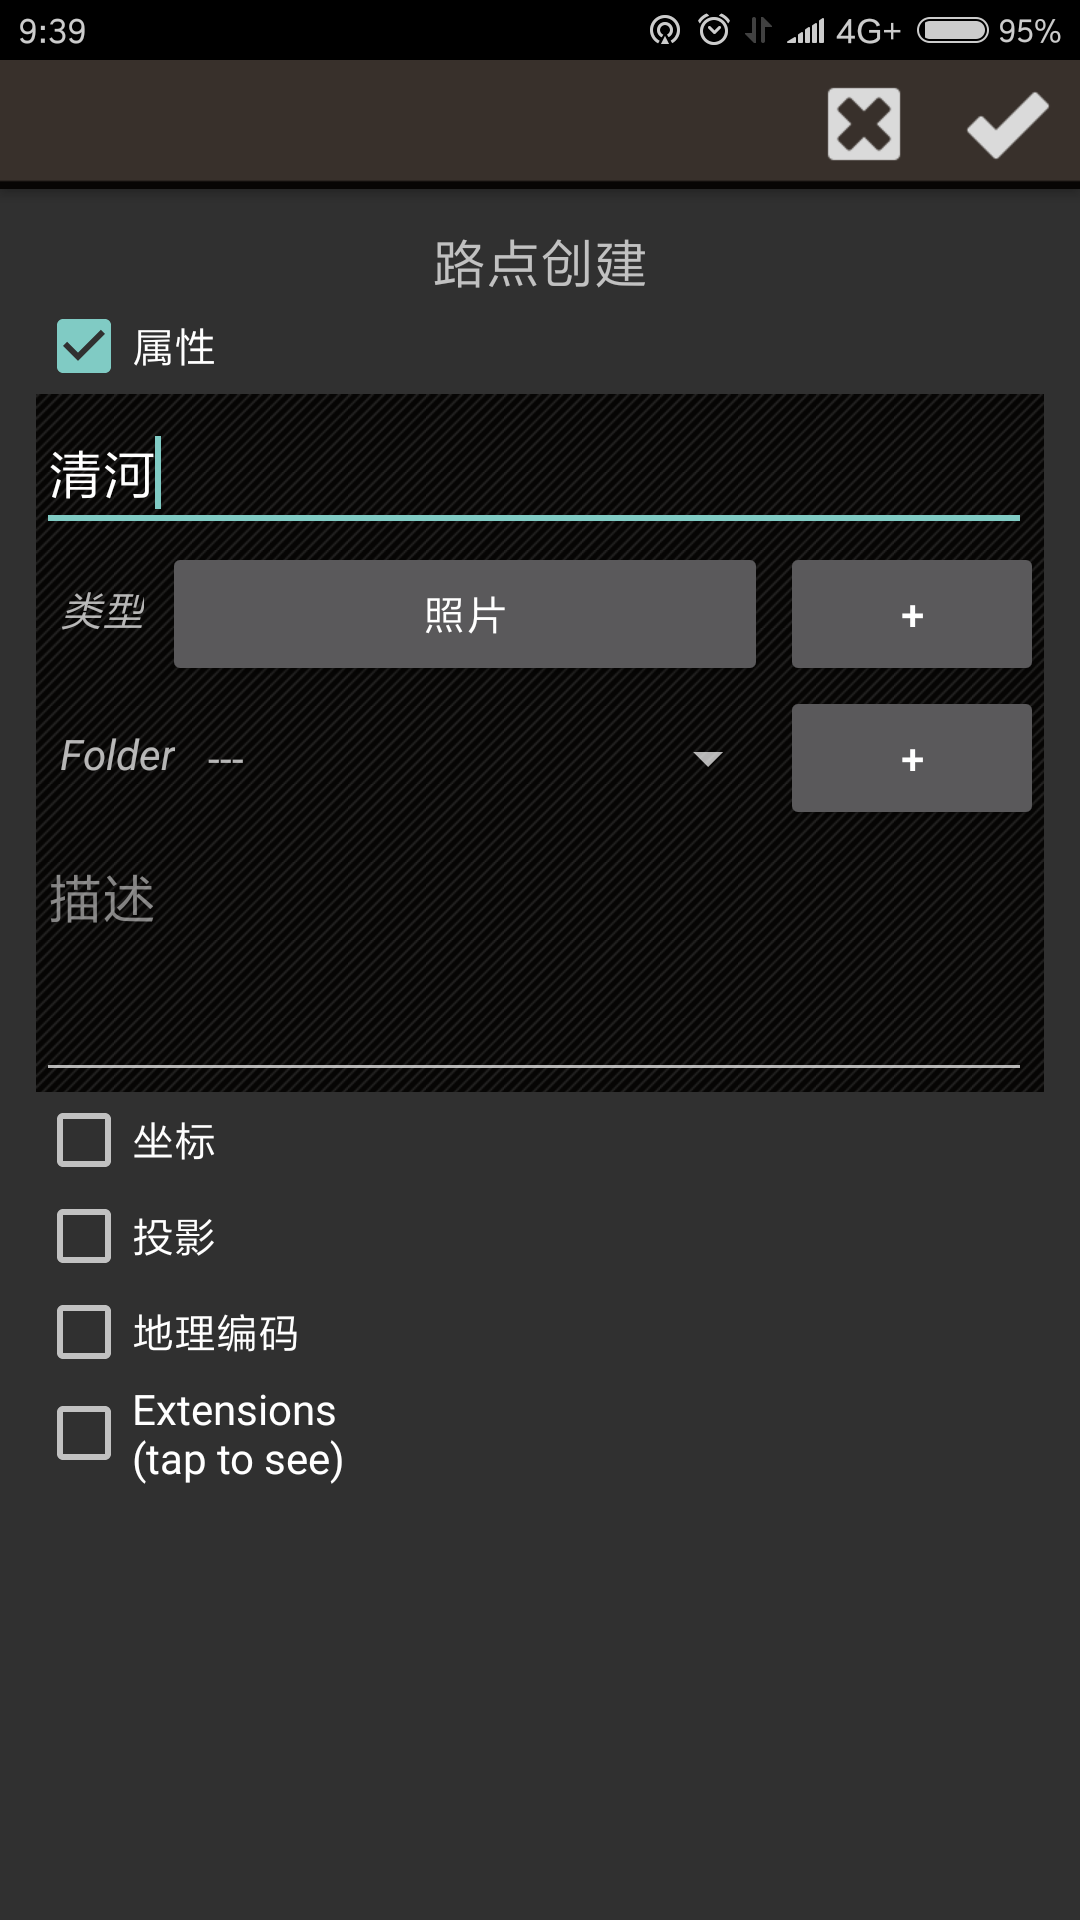 9:39 4G+ 95%
路点创建
属性
清河
类型 照片 +
Folder --- +
描述
坐标
投影
地理编码
Extensions
(tap to see)